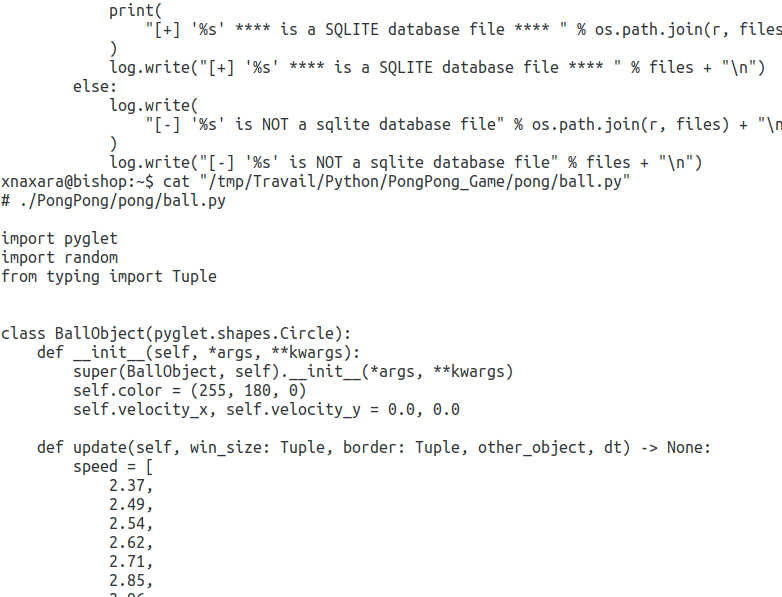 print(
                "[+] '%s' **** is a SQLITE database file **** " % os.path.join(r, files
            )
            log.write("[+] '%s' **** is a SQLITE database file **** " % files + "\n")
        else:
            log.write(
                "[-] '%s' is NOT a sqlite database file" % os.path.join(r, files) + "\n
            )
            log.write("[-] '%s' is NOT a sqlite database file" % files + "\n")
xnaxara@bishop:~$ cat "/tmp/Travail/Python/PongPong_Game/pong/ball.py"
# ./PongPong/pong/ball.py

import pyglet
import random
from typing import Tuple


class BallObject(pyglet.shapes.Circle):
    def __init__(self, *args, **kwargs):
        super(BallObject, self).__init__(*args, **kwargs)
        self.color = (255, 180, 0)
        self.velocity_x, self.velocity_y = 0.0, 0.0

    def update(self, win_size: Tuple, border: Tuple, other_object, dt) -> None:
        speed = [
            2.37,
            2.49,
            2.54,
            2.62,
            2.71,
            2.85,